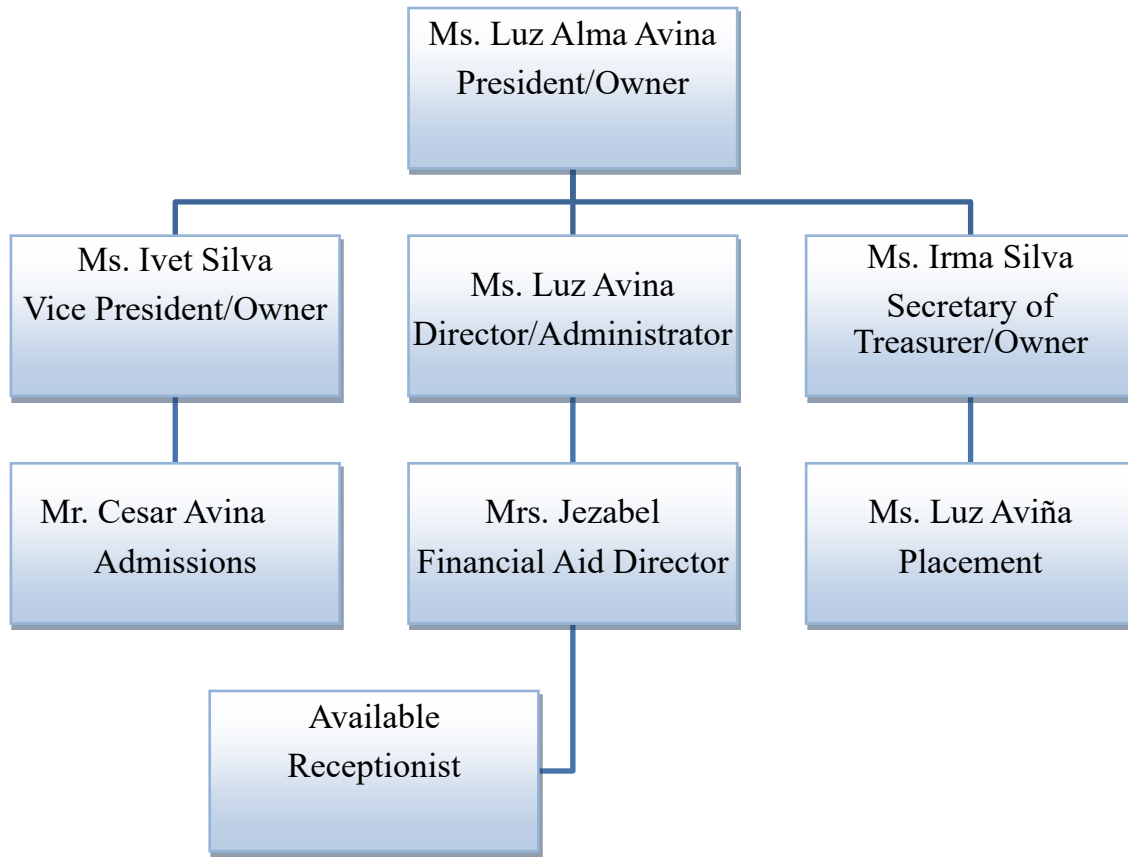 Ms. Luz Alma Avina
President/Owner
Ms. Ivet Silva
Vice President/Owner
Ms. Luz Avina
Director/Administrator
Ms. Irma Silva
Secretary of
Treasurer/Owner
Mr. Cesar Avina
Admissions
Mrs. Jezabel
Financial Aid Director
Ms. Luz Aviña
Placement
Available
Receptionist